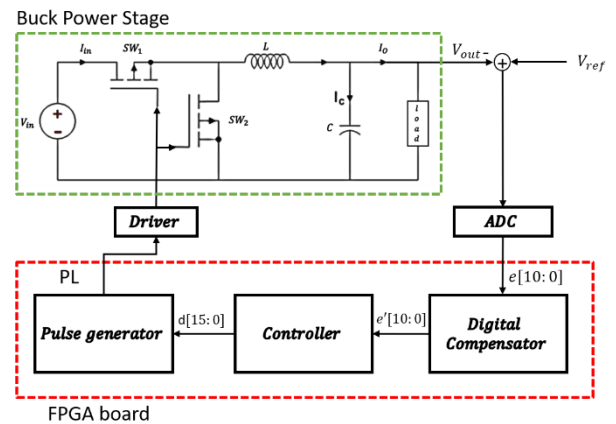 Buck Power Stage
I_in
SW_1
L
I_o
V_out -
+
V_ref
V_in
+
-
SW_2
I_c
C
load
Driver
ADC
PL
e[10:0]
Pulse generator
d[15:0]
Controller
e'[10:0]
Digital
Compensator
FPGA board